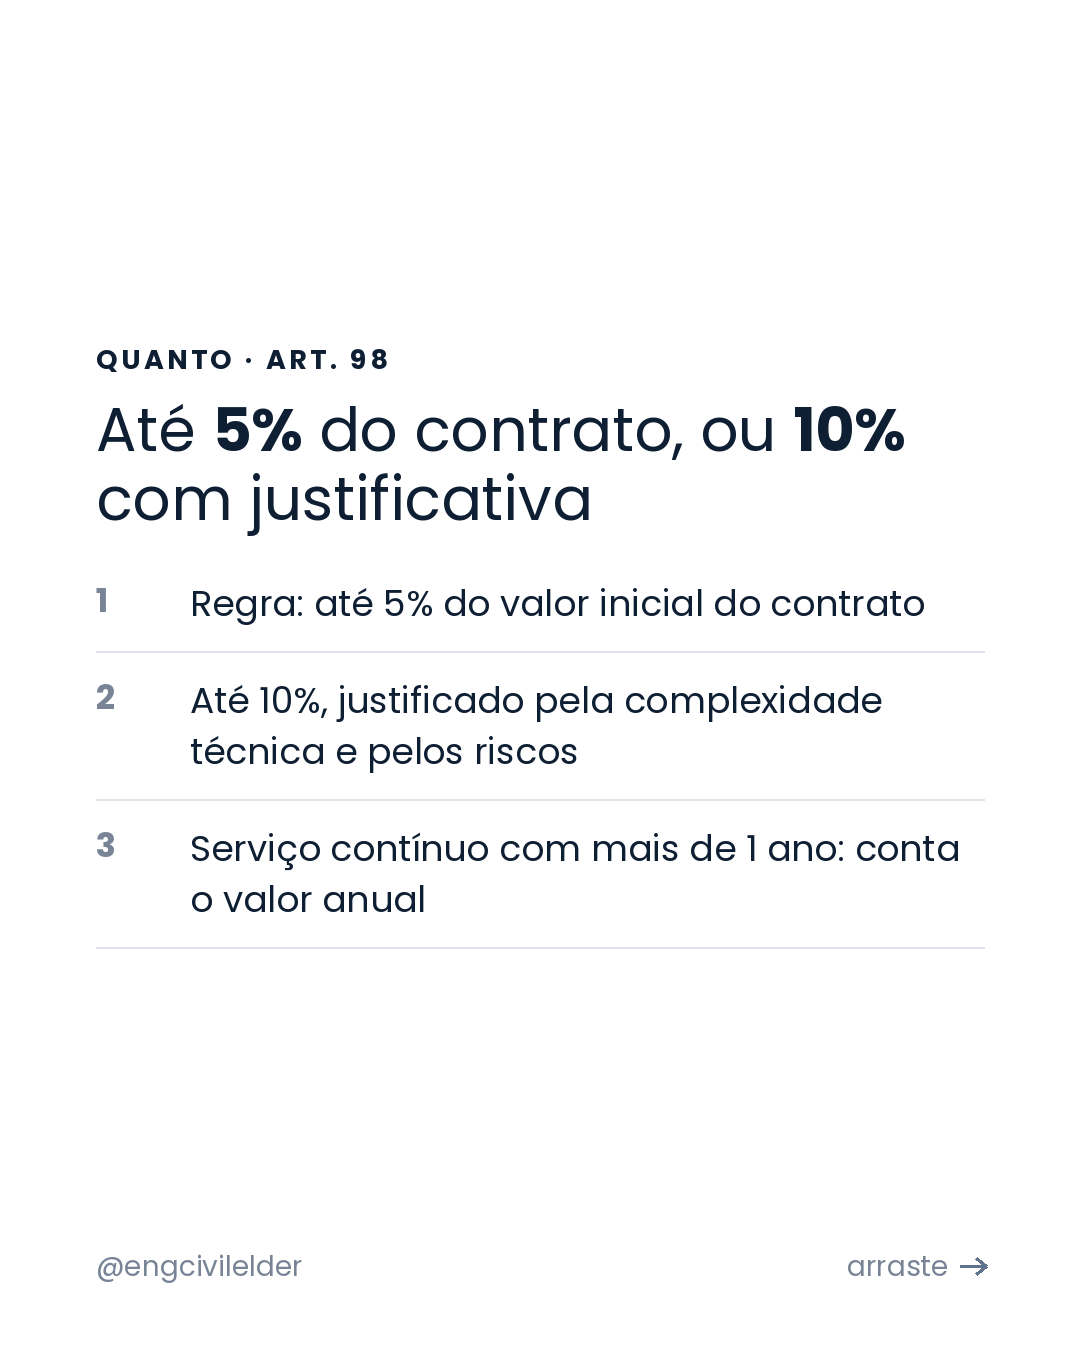 QUANTO · ART. 98
Até 5% do contrato, ou 10%
com justificativa
1 Regra: até 5% do valor inicial do contrato
2 Até 10%, justificado pela complexidade
técnica e pelos riscos
3 Serviço contínuo com mais de 1 ano: conta
o valor anual
@engcivilelder
arraste →